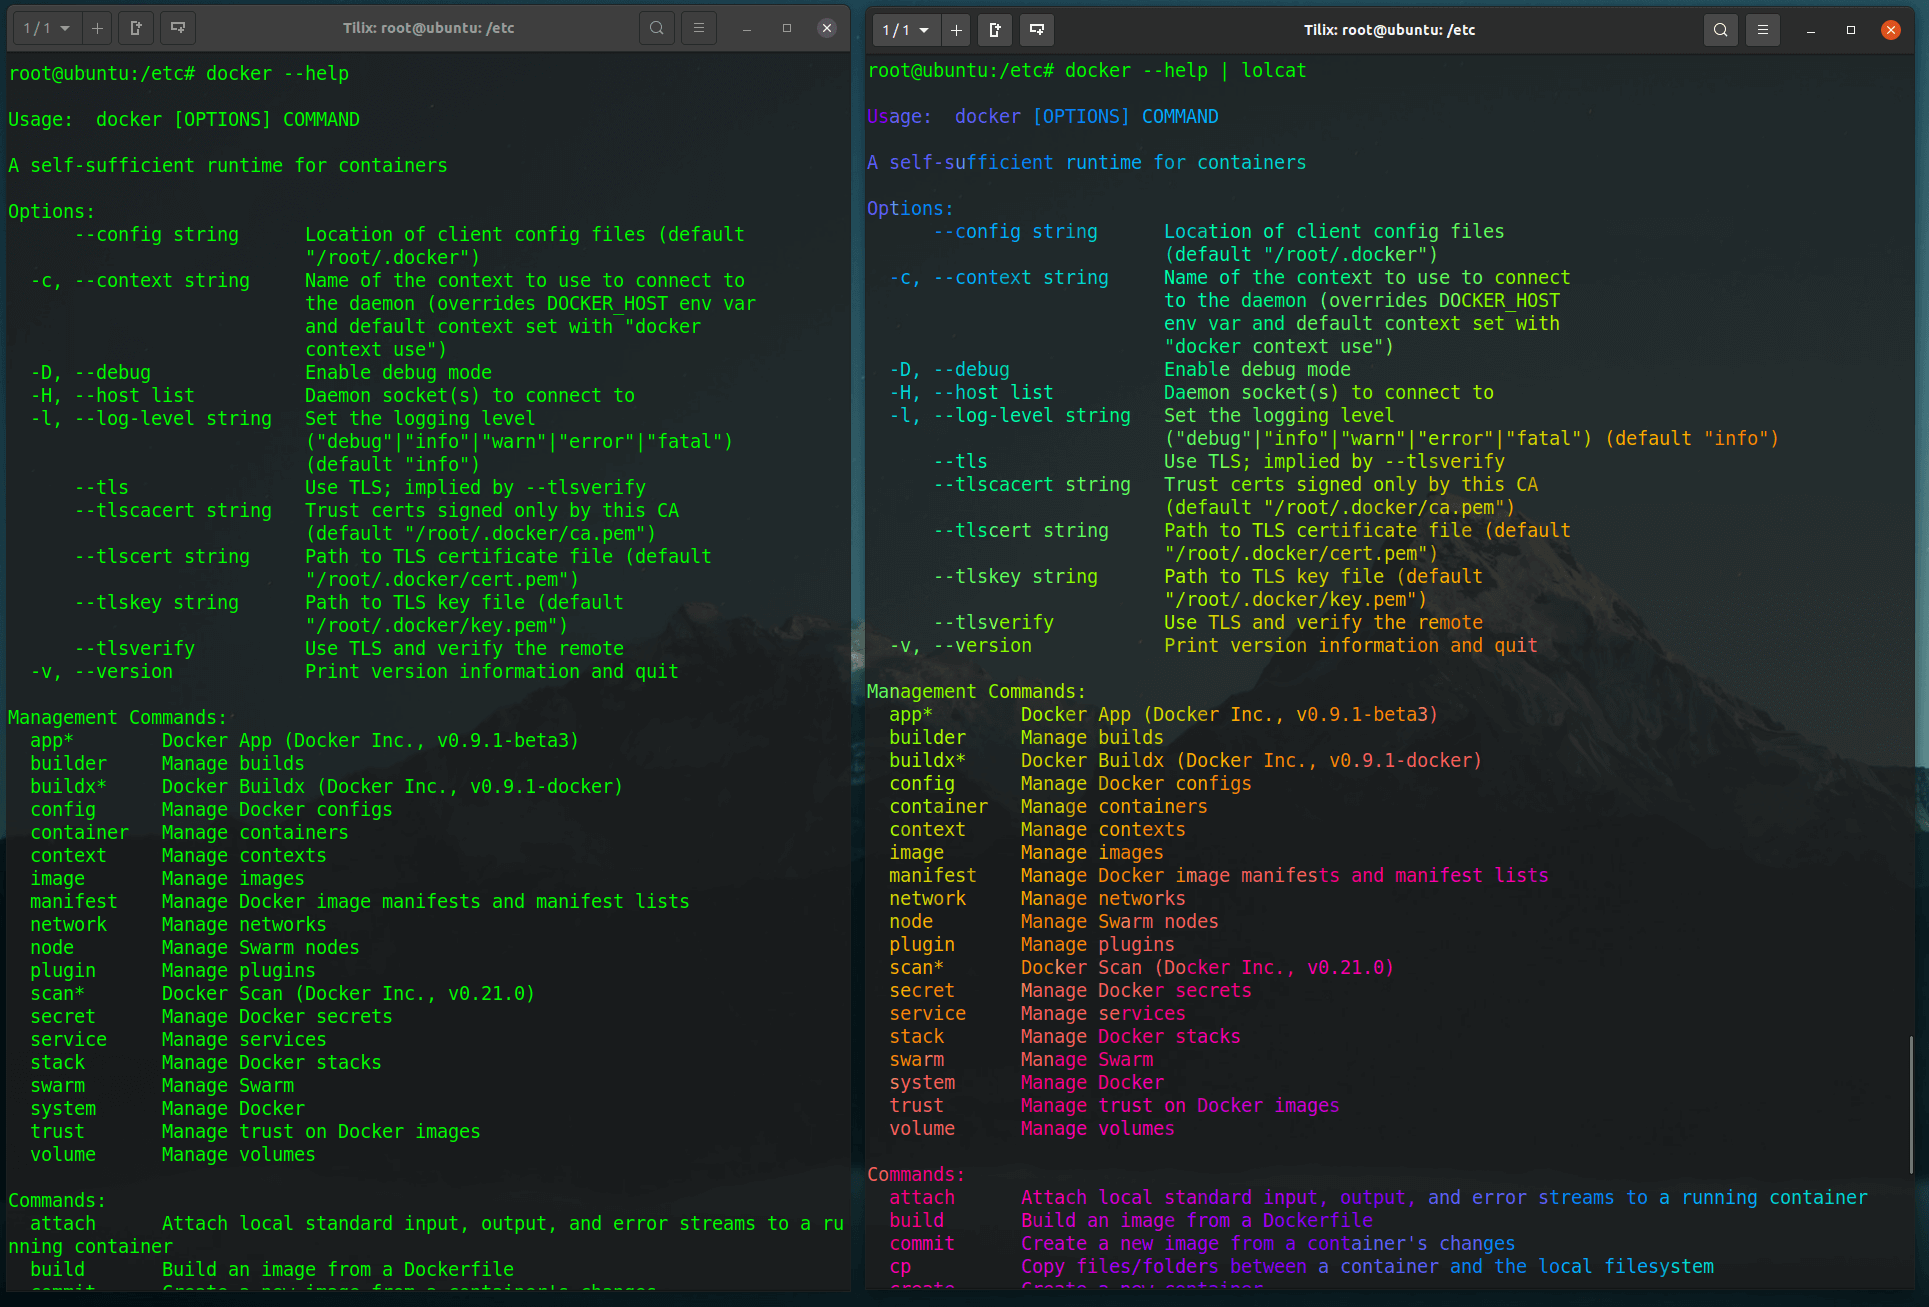 1 / 1
Tilix: root@ubuntu: /etc
root@ubuntu:/etc# docker --help
Usage:  docker [OPTIONS] COMMAND
A self-sufficient runtime for containers
Options:
      --config string      Location of client config files (default
                           "/root/.docker")
  -c, --context string     Name of the context to use to connect to
                           the daemon (overrides DOCKER_HOST env var
                           and default context set with "docker
                           context use")
  -D, --debug              Enable debug mode
  -H, --host list          Daemon socket(s) to connect to
  -l, --log-level string   Set the logging level
                           ("debug"|"info"|"warn"|"error"|"fatal")
                           (default "info")
      --tls                Use TLS; implied by --tlsverify
      --tlscacert string   Trust certs signed only by this CA
                           (default "/root/.docker/ca.pem")
      --tlscert string     Path to TLS certificate file (default
                           "/root/.docker/cert.pem")
      --tlskey string      Path to TLS key file (default
                           "/root/.docker/key.pem")
      --tlsverify          Use TLS and verify the remote
  -v, --version            Print version information and quit
Management Commands:
  app*        Docker App (Docker Inc., v0.9.1-beta3)
  builder     Manage builds
  buildx*     Docker Buildx (Docker Inc., v0.9.1-docker)
  config      Manage Docker configs
  container   Manage containers
  context     Manage contexts
  image       Manage images
  manifest    Manage Docker image manifests and manifest lists
  network     Manage networks
  node        Manage Swarm nodes
  plugin      Manage plugins
  scan*       Docker Scan (Docker Inc., v0.21.0)
  secret      Manage Docker secrets
  service     Manage services
  stack       Manage Docker stacks
  swarm       Manage Swarm
  system      Manage Docker
  trust       Manage trust on Docker images
  volume      Manage volumes
Commands:
  attach      Attach local standard input, output, and error streams to a ru
nning container
  build       Build an image from a Dockerfile
  commit      Create a new image from a container's changes
1 / 1
Tilix: root@ubuntu: /etc
root@ubuntu:/etc# docker --help | lolcat
Usage:  docker [OPTIONS] COMMAND
A self-sufficient runtime for containers
Options:
      --config string      Location of client config files
                           (default "/root/.docker")
  -c, --context string     Name of the context to use to connect
                           to the daemon (overrides DOCKER_HOST
                           env var and default context set with
                           "docker context use")
  -D, --debug              Enable debug mode
  -H, --host list          Daemon socket(s) to connect to
  -l, --log-level string   Set the logging level
                           ("debug"|"info"|"warn"|"error"|"fatal") (default "info")
      --tls                Use TLS; implied by --tlsverify
      --tlscacert string   Trust certs signed only by this CA
                           (default "/root/.docker/ca.pem")
      --tlscert string     Path to TLS certificate file (default
                           "/root/.docker/cert.pem")
      --tlskey string      Path to TLS key file (default
                           "/root/.docker/key.pem")
      --tlsverify          Use TLS and verify the remote
  -v, --version            Print version information and quit
Management Commands:
  app*        Docker App (Docker Inc., v0.9.1-beta3)
  builder     Manage builds
  buildx*     Docker Buildx (Docker Inc., v0.9.1-docker)
  config      Manage Docker configs
  container   Manage containers
  context     Manage contexts
  image       Manage images
  manifest    Manage Docker image manifests and manifest lists
  network     Manage networks
  node        Manage Swarm nodes
  plugin      Manage plugins
  scan*       Docker Scan (Docker Inc., v0.21.0)
  secret      Manage Docker secrets
  service     Manage services
  stack       Manage Docker stacks
  swarm       Manage Swarm
  system      Manage Docker
  trust       Manage trust on Docker images
  volume      Manage volumes
Commands:
  attach      Attach local standard input, output, and error streams to a running container
  build       Build an image from a Dockerfile
  commit      Create a new image from a container's changes
  cp          Copy files/folders between a container and the local filesystem
  create      Create a new container